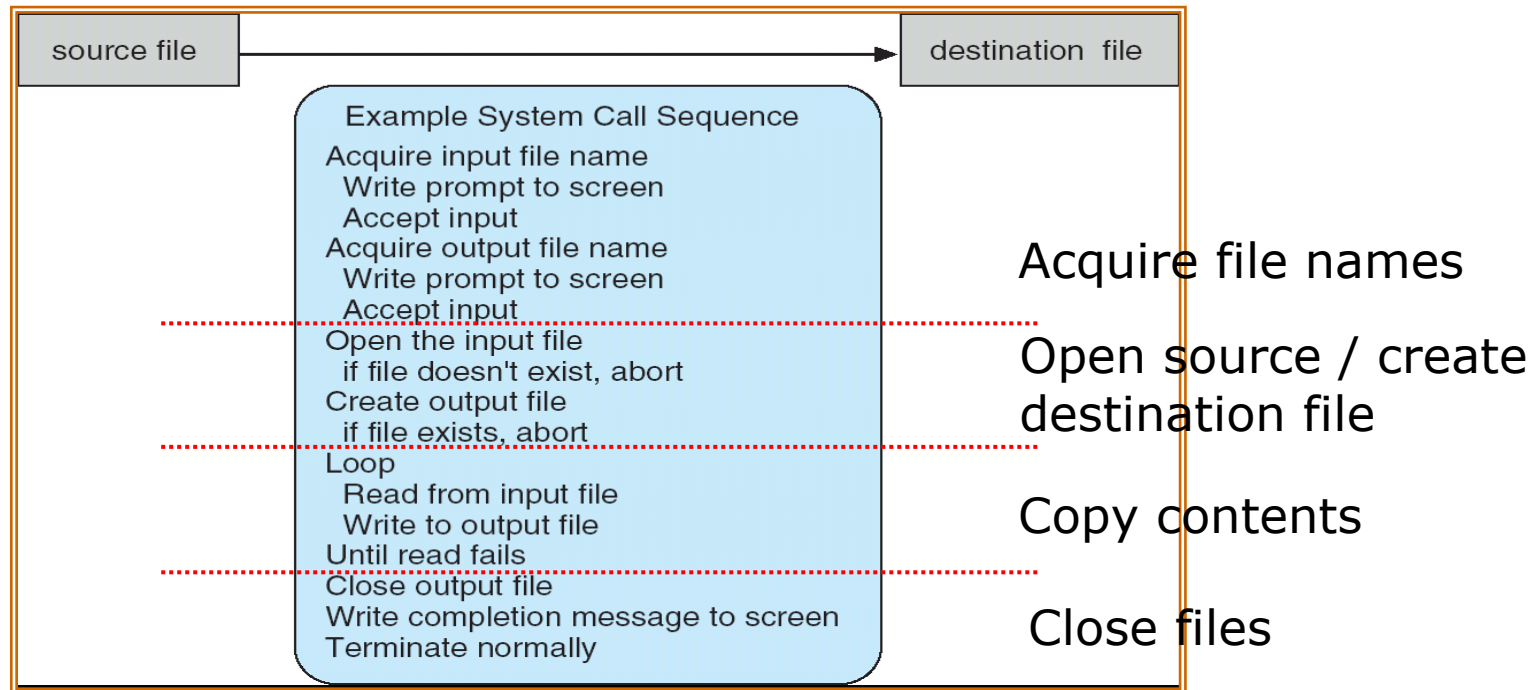 source file
destination file
Example System Call Sequence
Acquire input file name
Write prompt to screen
Accept input
Acquire output file name
Write prompt to screen
Accept input
Open the input file
if file doesn't exist, abort
Create output file
if file exists, abort
Loop
Read from input file
Write to output file
Until read fails
Close output file
Write completion message to screen
Terminate normally
Acquire file names
Open source / create
destination file
Copy contents
Close files